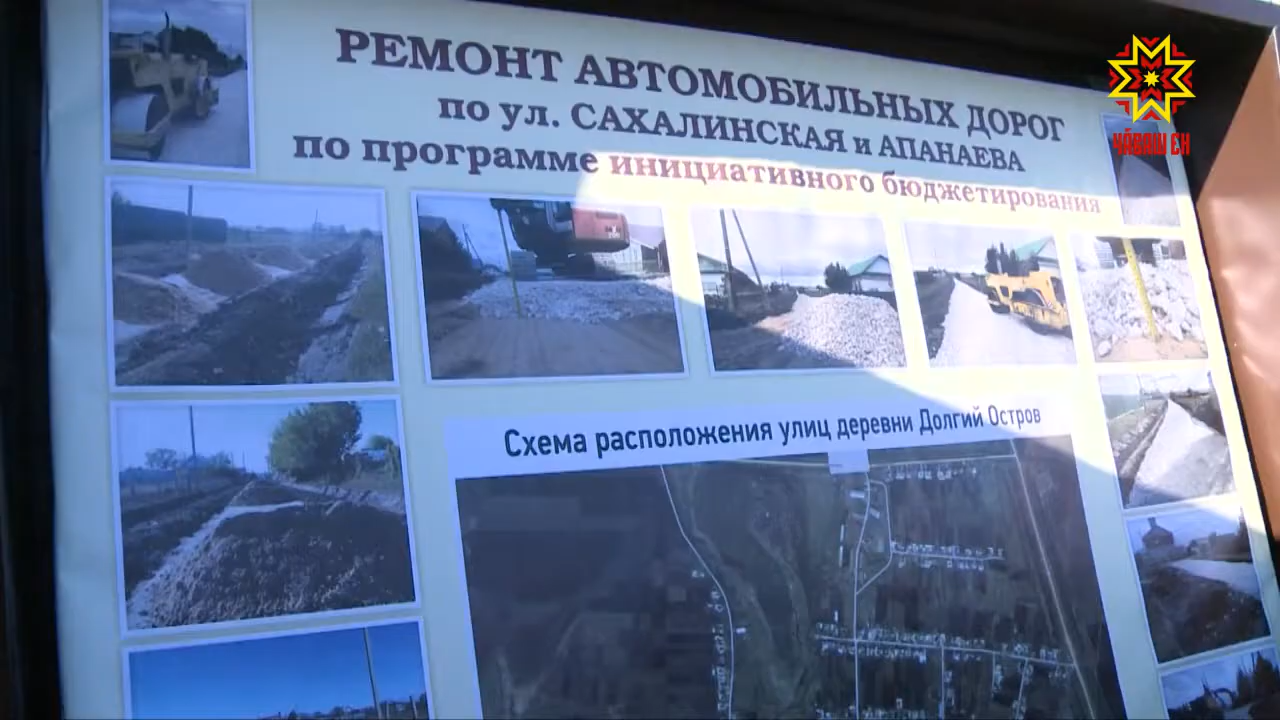 РЕМОНТ АВТОМОБИЛЬНЫХ ДОРОГ
по ул. САХАЛИНСКАЯ и АПАНАЕВА
по программе инициативного бюджетирования
ЧӐВАШ ЕН
Схема расположения улиц деревни Долгий Остров